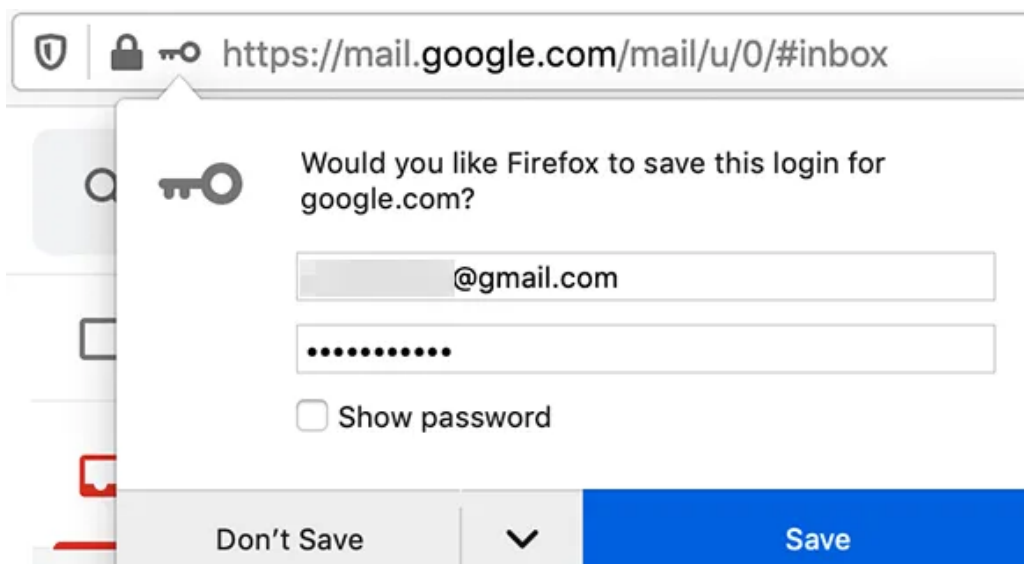 https://mail.google.com/mail/u/0/#inbox
Would you like Firefox to save this login for
google.com?
@gmail.com
•••••••••••
Show password
Don’t Save
Save